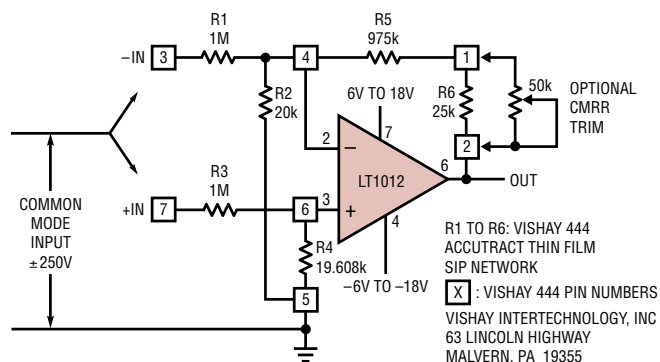 R1
1M
–IN
3
4
R5
975k
1
R2
20k
R6
25k
50k
OPTIONAL
CMRR
TRIM
2
6V TO 18V
7
2
–
LT1012
6
OUT
COMMON
MODE
INPUT
±250V
R3
1M
+IN
7
6
3
+
4
R4
19.608k
–6V TO –18V
5
R1 TO R6: VISHAY 444
ACCUTRACT THIN FILM
SIP NETWORK
X : VISHAY 444 PIN NUMBERS
VISHAY INTERTECHNOLOGY, INC
63 LINCOLN HIGHWAY
MALVERN, PA 19355